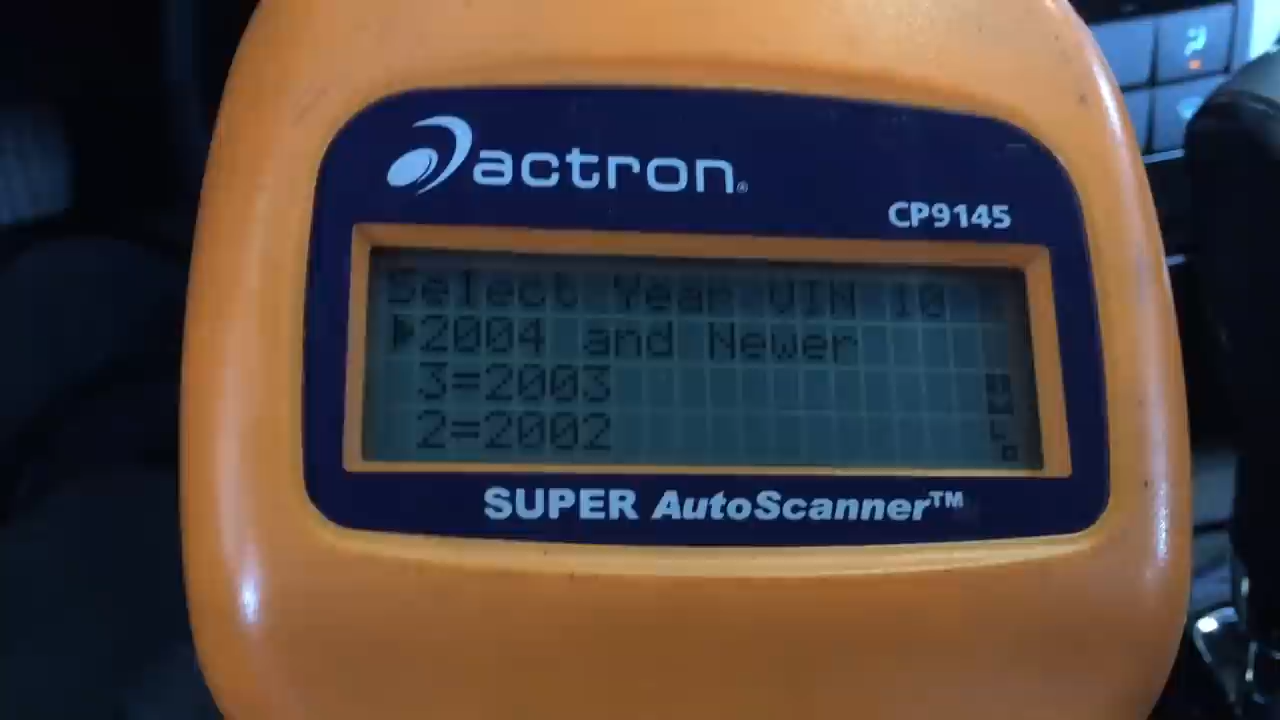 actron®
CP9145
Select Year VIN 10
▶2004 and Newer
3=2003
2=2002
SUPER AutoScanner™